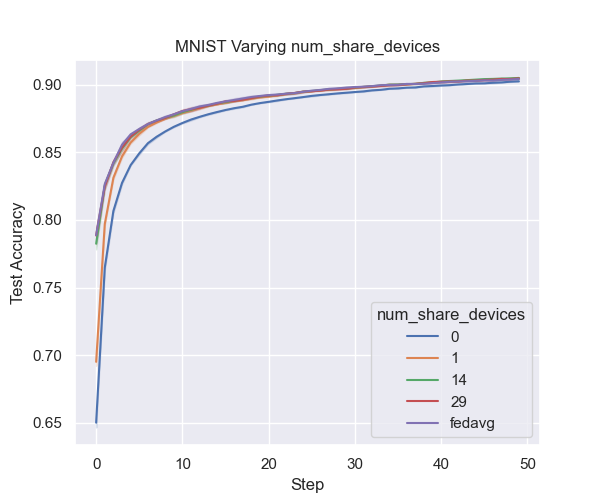 MNIST Varying num_share_devices
Test Accuracy
0.90
0.85
0.80
0.75
0.70
0.65
0 10 20 30 40 50
Step
num_share_devices
0
1
14
29
fedavg